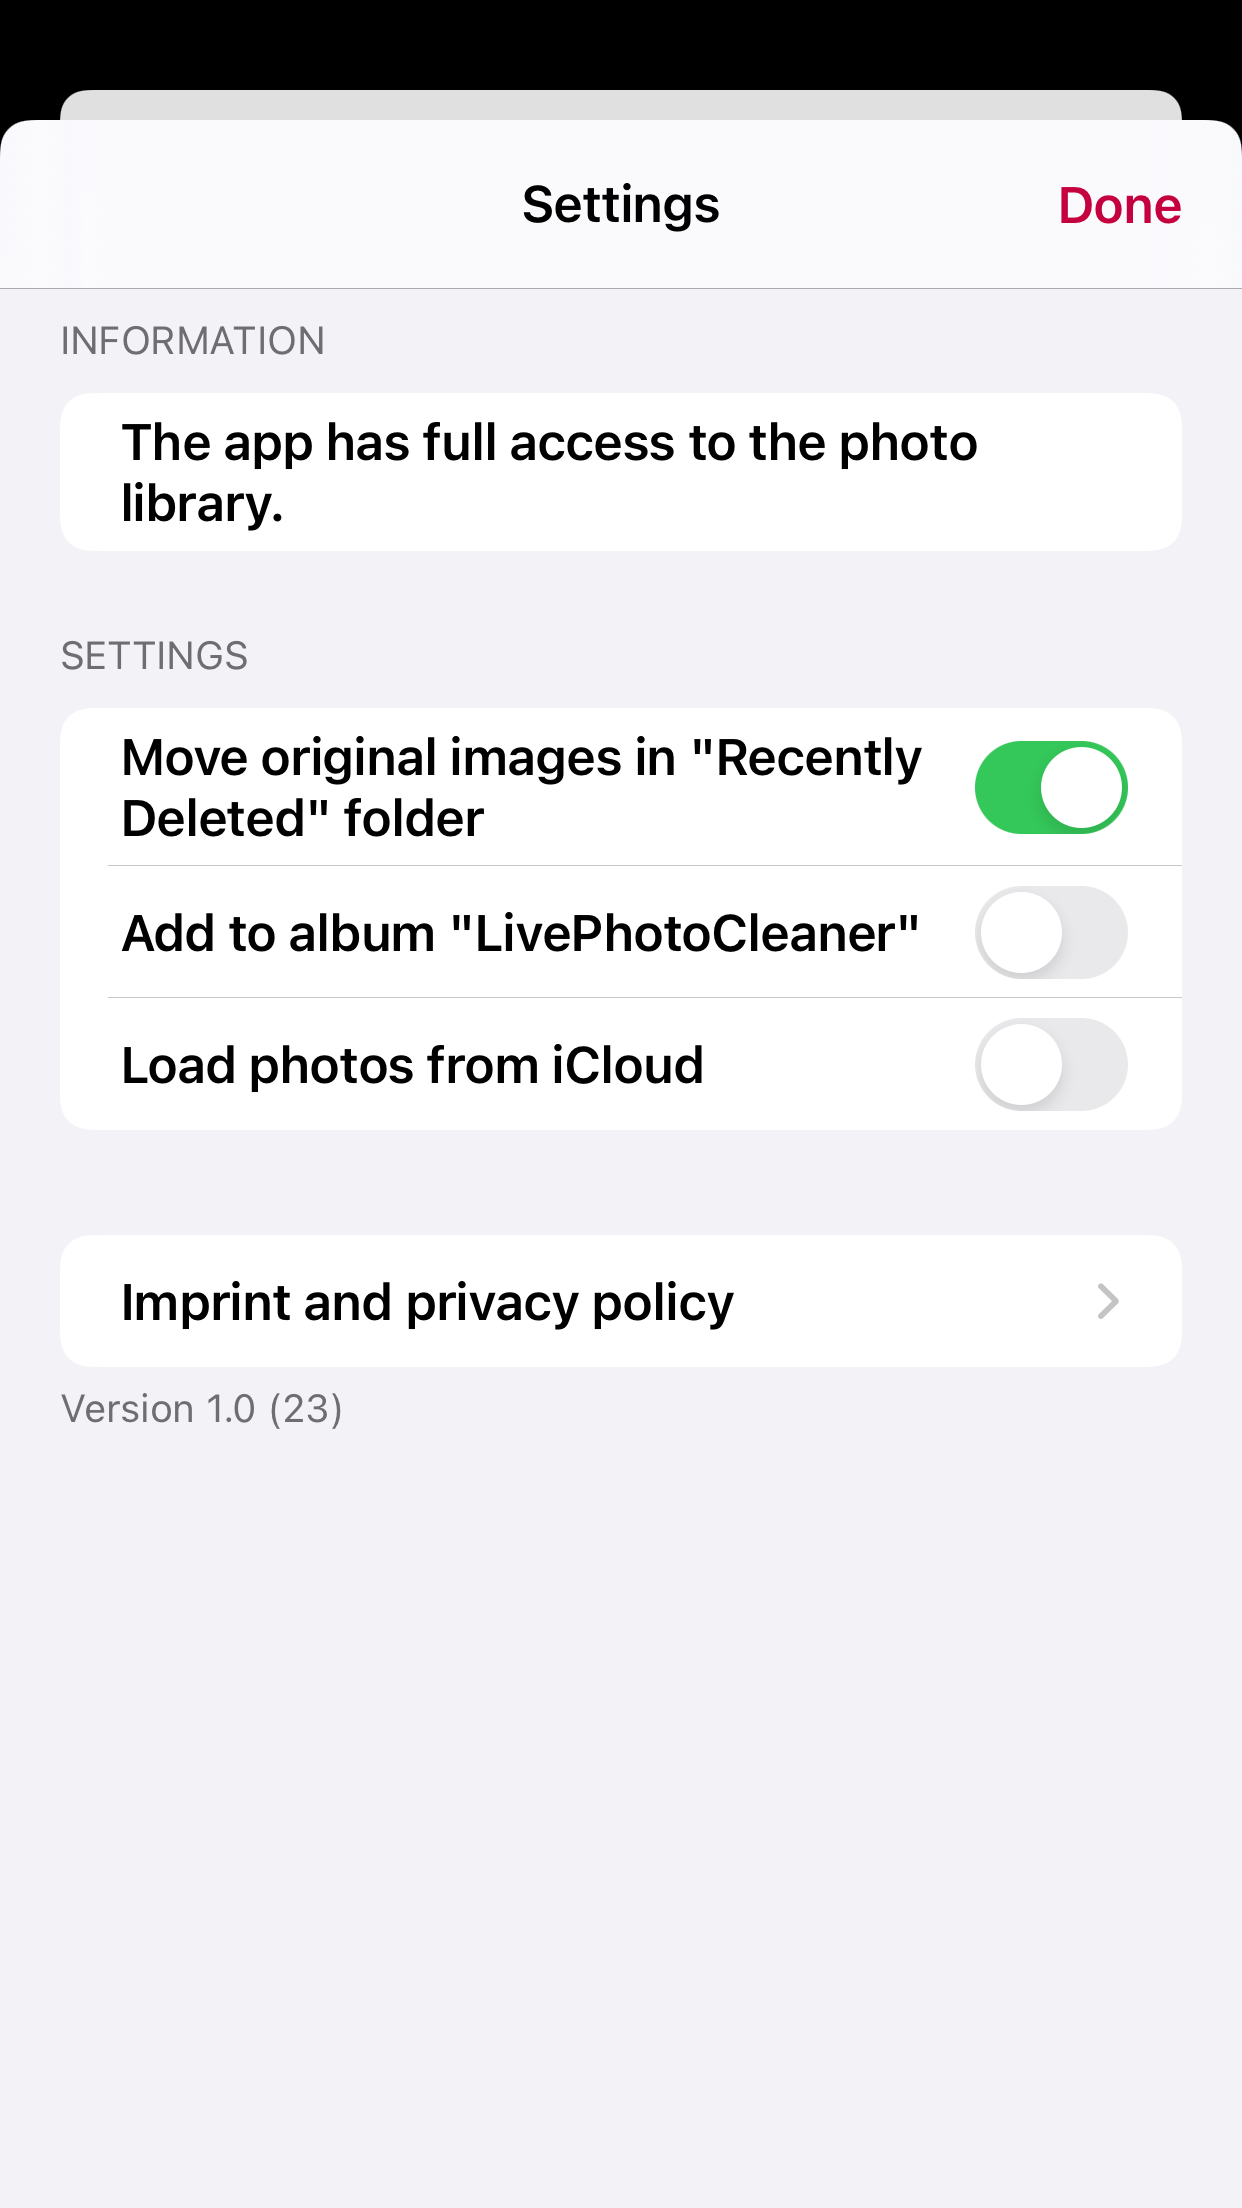 Settings
Done
INFORMATION
The app has full access to the photo
library.
SETTINGS
Move original images in "Recently
Deleted" folder
Add to album "LivePhotoCleaner"
Load photos from iCloud
Imprint and privacy policy
Version 1.0 (23)